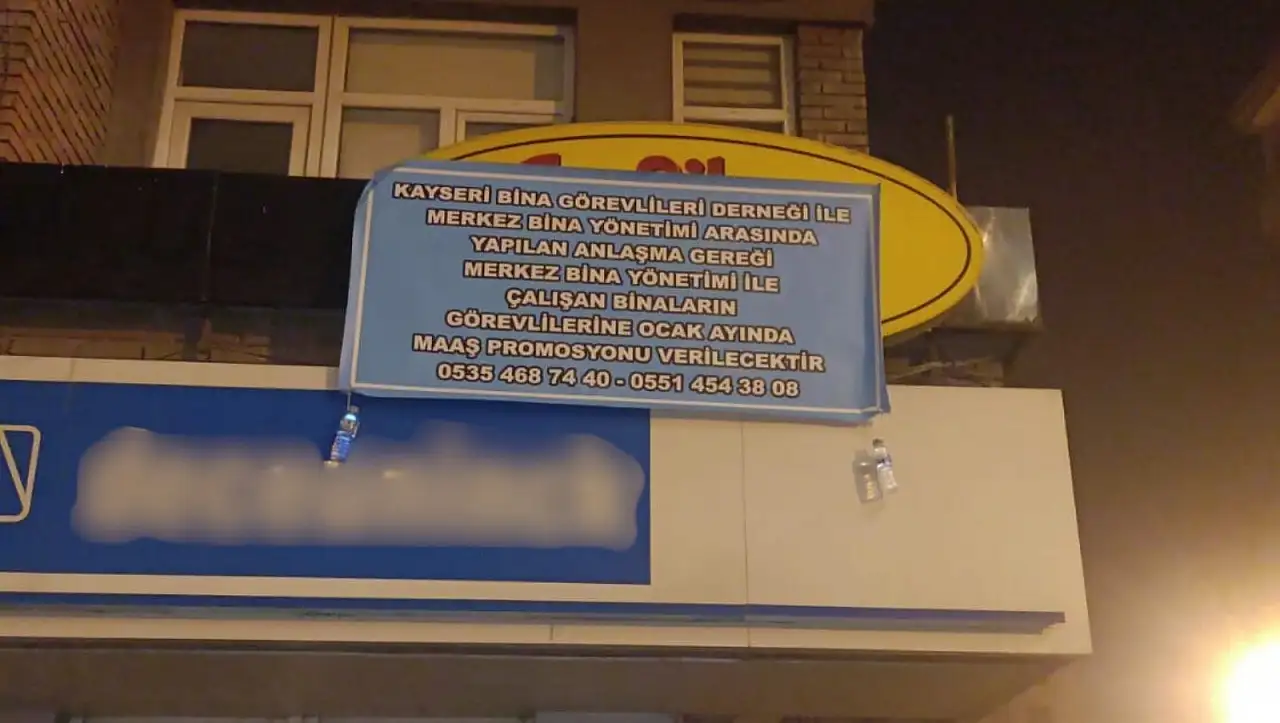 KAYSERİ BİNA GÖREVLİLERİ DERNEĞİ İLE
MERKEZ BİNA YÖNETİMİ ARASINDA
YAPILAN ANLAŞMA GEREĞİ
MERKEZ BİNA YÖNETİMİ İLE
ÇALIŞAN BİNALARIN
GÖREVLİLERİNE OCAK AYINDA
MAAŞ PROMOSYONU VERİLECEKTİR
0535 468 74 40 - 0551 454 38 08